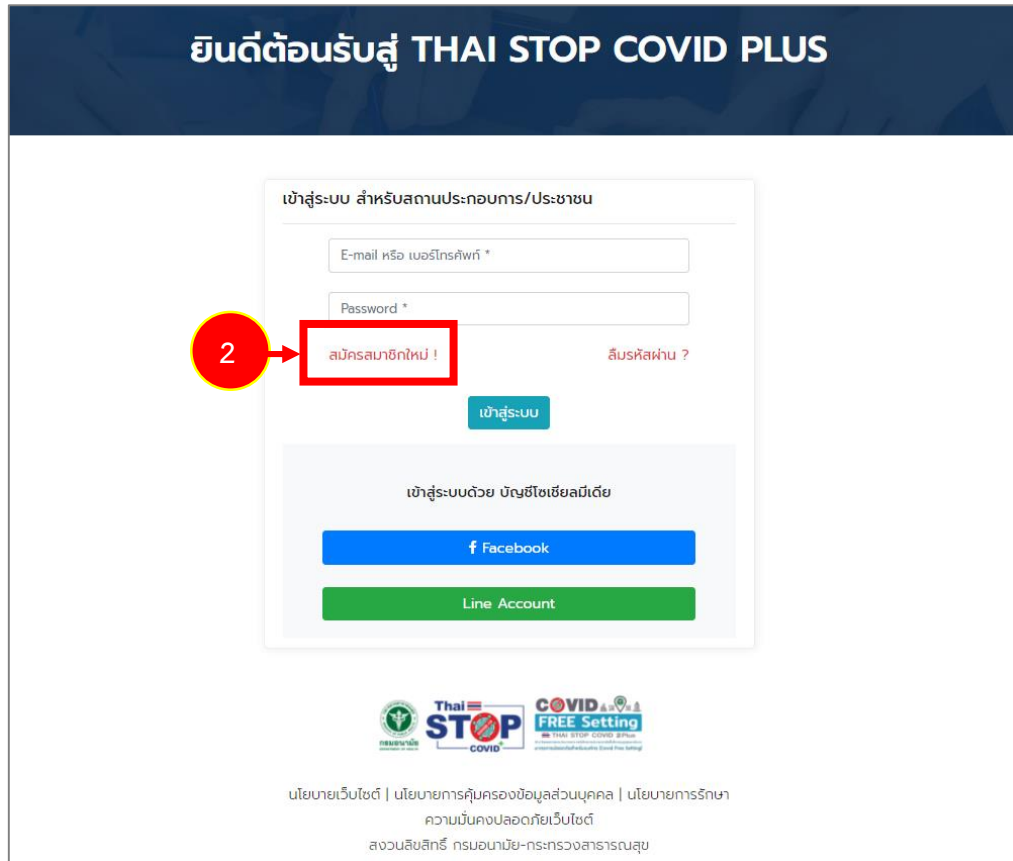 ยินดีต้อนรับสู่ THAI STOP COVID PLUS
เข้าสู่ระบบ สำหรับสถานประกอบการ/ประชาชน
E-mail หรือ เบอร์โทรศัพท์ *
Password *
2
สมัครสมาชิกใหม่ !
ลืมรหัสผ่าน ?
เข้าสู่ระบบ
เข้าสู่ระบบด้วย บัญชีโซเชียลมีเดีย
f Facebook
Line Account
กรมอนามัย
Thai
STOP
COVID
COVID
FREE Setting
THAI STOP COVID Plus
นโยบายเว็บไซต์ | นโยบายการคุ้มครองข้อมูลส่วนบุคคล | นโยบายการรักษา
ความมั่นคงปลอดภัยเว็บไซต์
สงวนลิขสิทธิ์ กรมอนามัย-กระทรวงสาธารณสุข